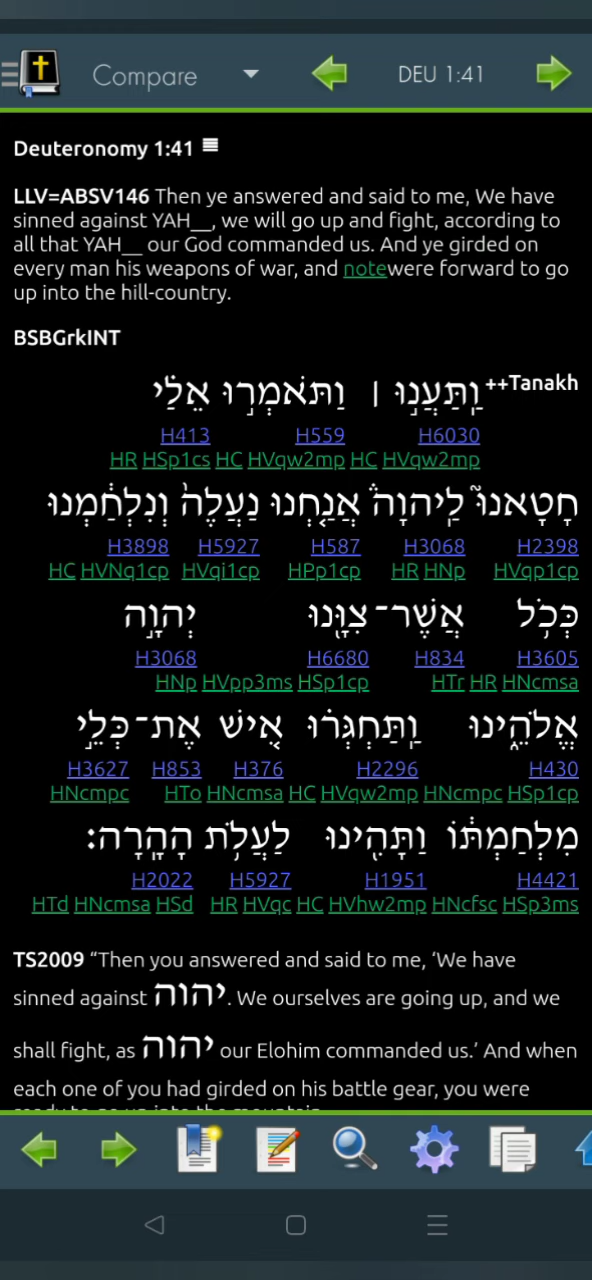 Compare
DEU 1:41
Deuteronomy 1:41
LLV=ABSV146 Then ye answered and said to me, We have
sinned against YAH__, we will go up and fight, according to
all that YAH__ our God commanded us. And ye girded on
every man his weapons of war, and notewere forward to go
up into the hill-country.
BSBGrkINT
++Tanakh וַֽתַּעֲנ֣וּ ׀ וַתֹּאמְר֣וּ אֵלַ֗י
H413 H559 H6030
HR HSp1cs HC HVqw2mp HC HVqw2mp
חָטָאנוּ֮ לַֽיהוָה֒ אֲנַ֤חְנוּ נַעֲלֶה֙ וְנִלְחַ֔מְנוּ
H3898 H5927 H587 H3068 H2398
HC HVNq1cp HVqi1cp HPp1cp HR HNp HVqp1cp
כְּכֹ֥ל אֲשֶׁר־צִוָּ֖נוּ יְהוָ֣ה
H3068 H6680 H834 H3605
HNp HVpp3ms HSp1cp HTr HR HNcmsa
אֱלֹהֵ֑ינוּ וַֽתַּחְגְּר֗וּ אִ֚ישׁ אֶת־כְּלֵ֣י
H3627 H853 H376 H2296 H430
HNcmpc HTo HNcmsa HC HVqw2mp HNcmpc HSp1cp
מִלְחַמְתּ֔וֹ וַתָּהִ֖ינוּ לַעֲלֹ֥ת הָהָֽרָה׃
H2022 H5927 H1951 H4421
HTd HNcmsa HSd HR HVqc HC HVhw2mp HNcfsc HSp3ms
TS2009 “Then you answered and said to me, ‘We have
sinned against יהוה. We ourselves are going up, and we
shall fight, as יהוה our Elohim commanded us.’ And when
each one of you had girded on his battle gear, you were
ready to go up into the mountain.